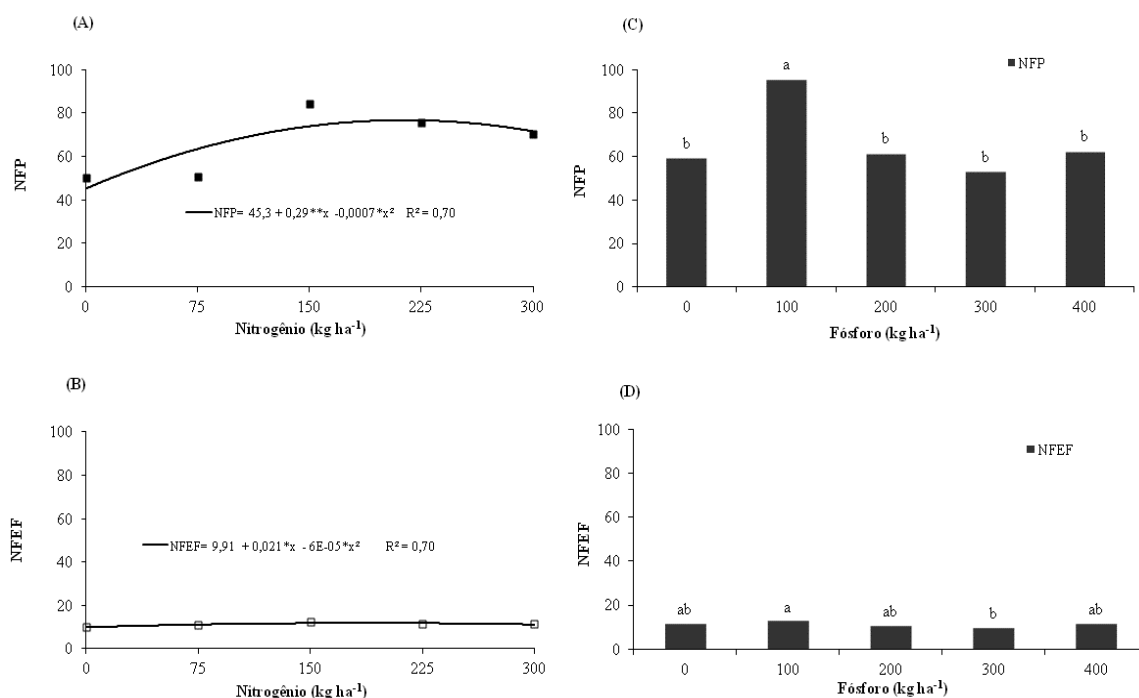 (A)
100
80
60
40
20
0
NFP
NFP= 45,3 + 0,29**x -0,0007*x² R² = 0,70
0 75 150 225 300
Nitrogênio (kg ha⁻¹)
(C)
100
80
60
40
20
0
NFP
NFP
b a b b b
0 100 200 300 400
Fósforo (kg ha⁻¹)
(B)
100
80
60
40
20
0
NFEF
NFEF= 9,91 + 0,021*x - 6E-05*x² R² = 0,70
0 75 150 225 300
Nitrogênio (kg ha⁻¹)
(D)
100
80
60
40
20
0
NFEF
NFEF
ab a ab b ab
0 100 200 300 400
Fósforo (kg ha⁻¹)